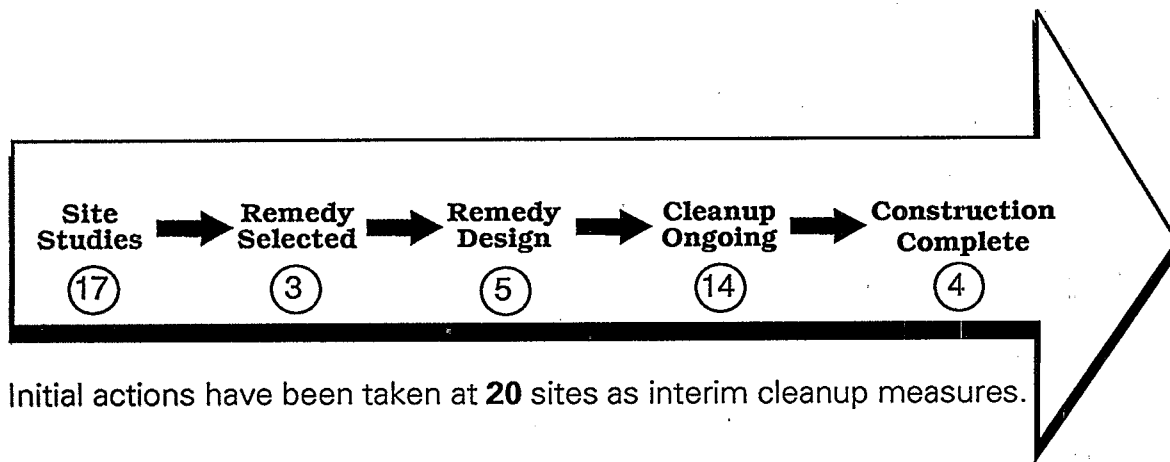 Site Studies
17
Remedy Selected
3
Remedy Design
5
Cleanup Ongoing
14
Construction Complete
4
Initial actions have been taken at 20 sites as interim cleanup measures.